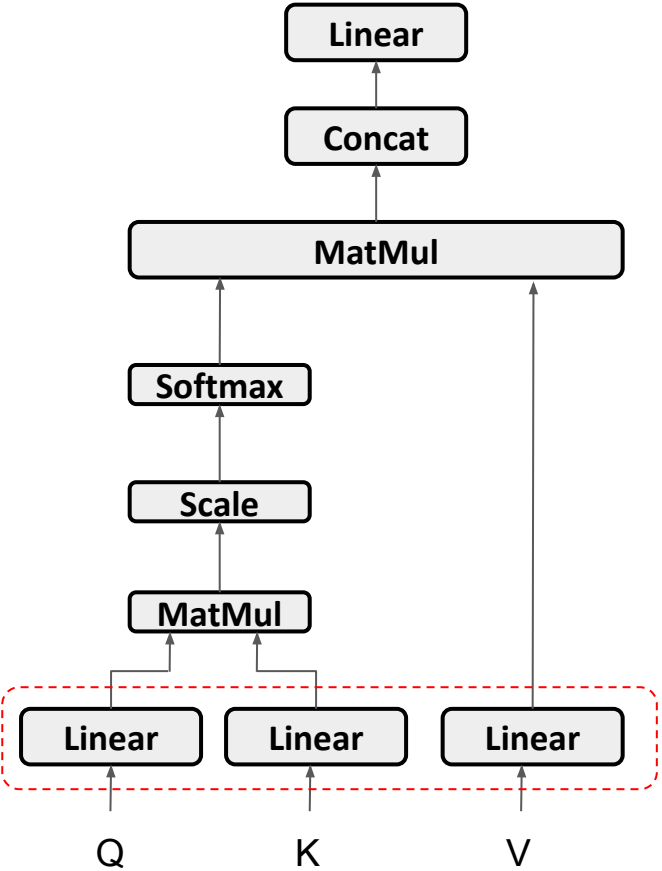 Linear
Concat
MatMul
Softmax
Scale
MatMul
Linear Linear Linear
Q K V